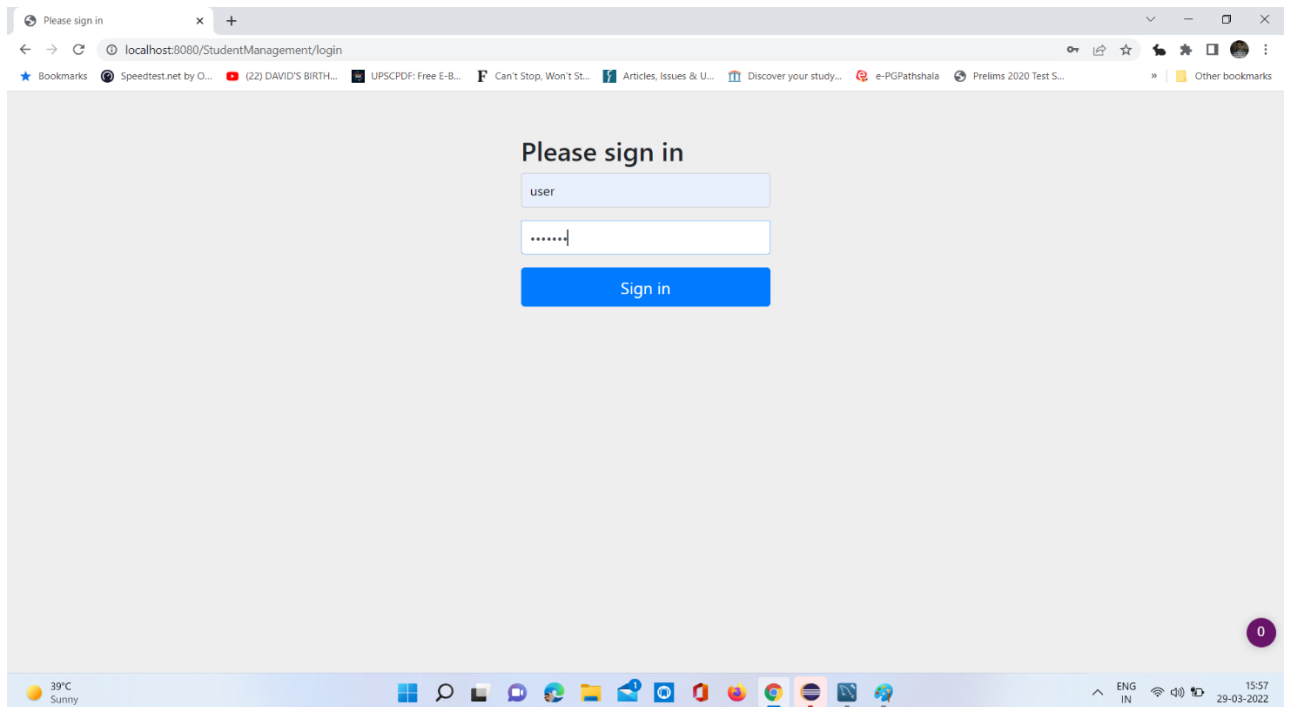 Please sign in
localhost:8080/StudentManagement/login
Bookmarks Speedtest.net by O... (22) DAVID'S BIRTH... UPSCPDF: Free E-B... F Can't Stop, Won't St... Articles, Issues & U... Discover your study... e-PGPathshala Prelims 2020 Test S... » Other bookmarks
Please sign in
user
•••••••
Sign in
0
39°C
Sunny
1
ENG
IN
15:57
29-03-2022